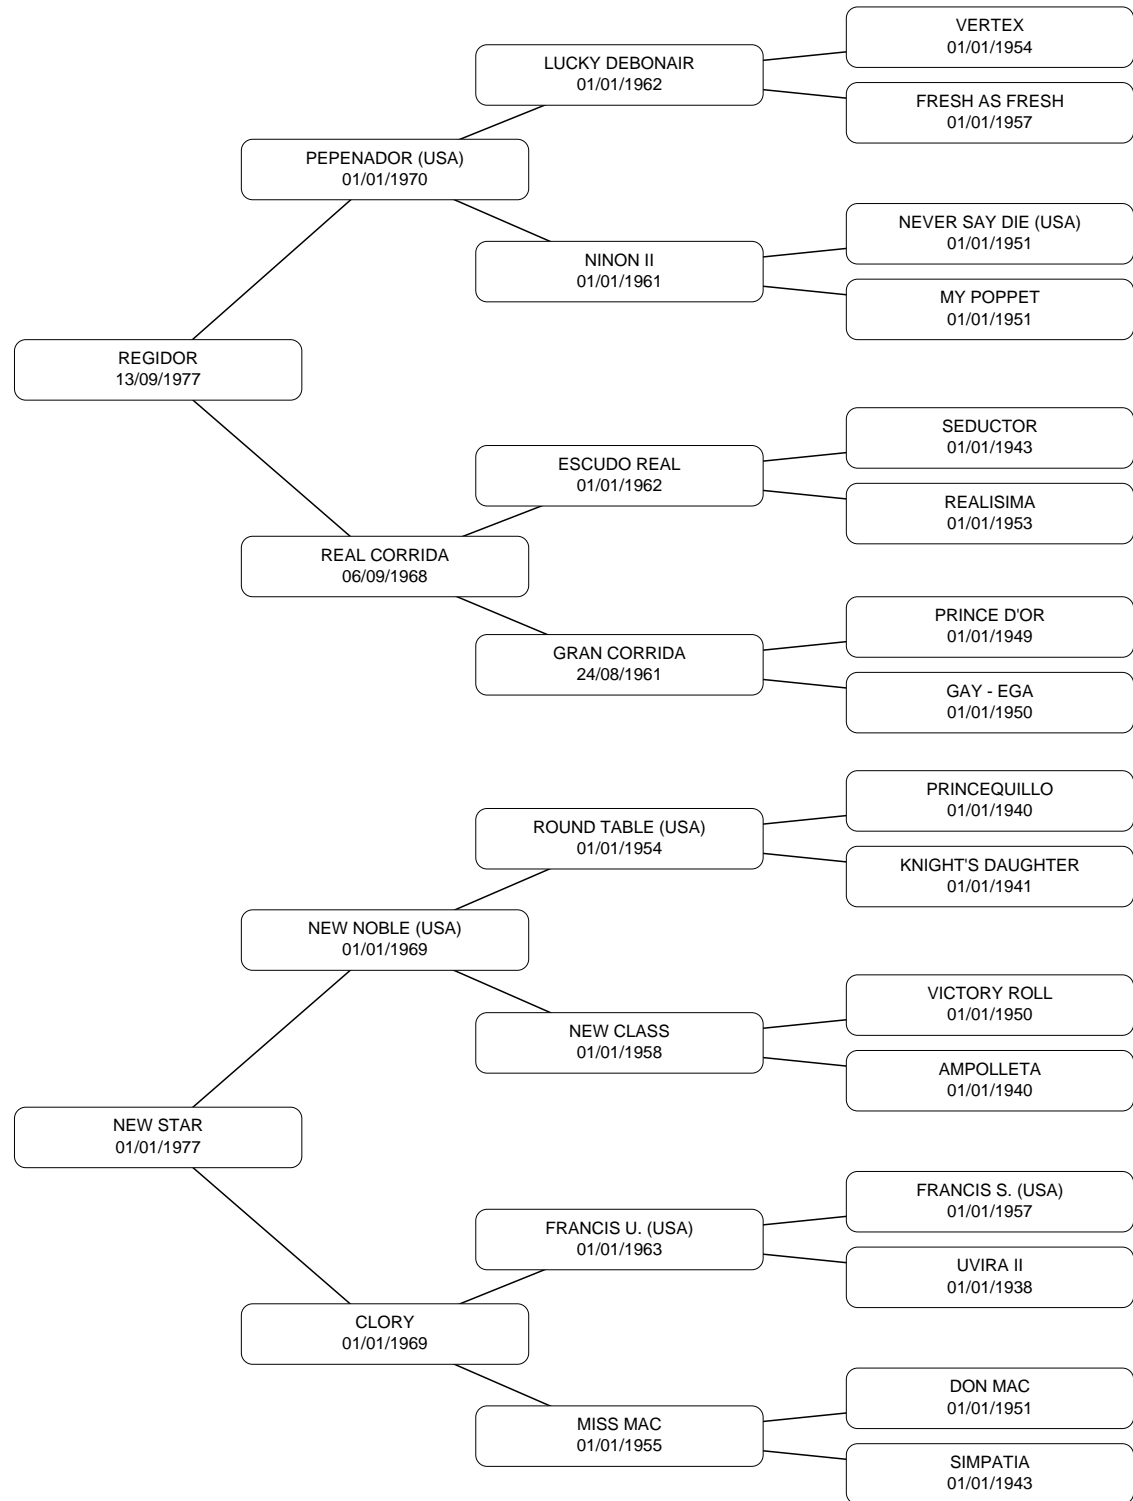 VERTEX
01/01/1954
LUCKY DEBONAIR
01/01/1962
FRESH AS FRESH
01/01/1957
PEPENADOR (USA)
01/01/1970
NEVER SAY DIE (USA)
01/01/1951
NINON II
01/01/1961
MY POPPET
01/01/1951
REGIDOR
13/09/1977
SEDUCTOR
01/01/1943
ESCUDO REAL
01/01/1962
REALISIMA
01/01/1953
REAL CORRIDA
06/09/1968
PRINCE D'OR
01/01/1949
GRAN CORRIDA
24/08/1961
GAY - EGA
01/01/1950
PRINCEQUILLO
01/01/1940
ROUND TABLE (USA)
01/01/1954
KNIGHT'S DAUGHTER
01/01/1941
NEW NOBLE (USA)
01/01/1969
VICTORY ROLL
01/01/1950
NEW CLASS
01/01/1958
AMPOLLETA
01/01/1940
NEW STAR
01/01/1977
FRANCIS S. (USA)
01/01/1957
FRANCIS U. (USA)
01/01/1963
UVIRA II
01/01/1938
CLORY
01/01/1969
DON MAC
01/01/1951
MISS MAC
01/01/1955
SIMPATIA
01/01/1943